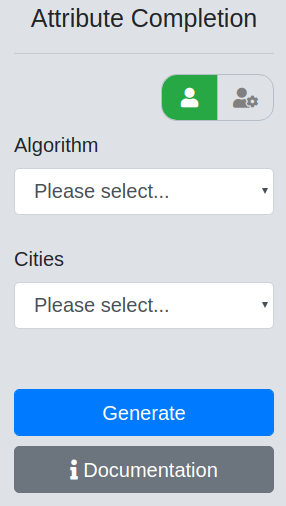 Attribute Completion
Algorithm
Please select...
Cities
Please select...
Generate
Documentation